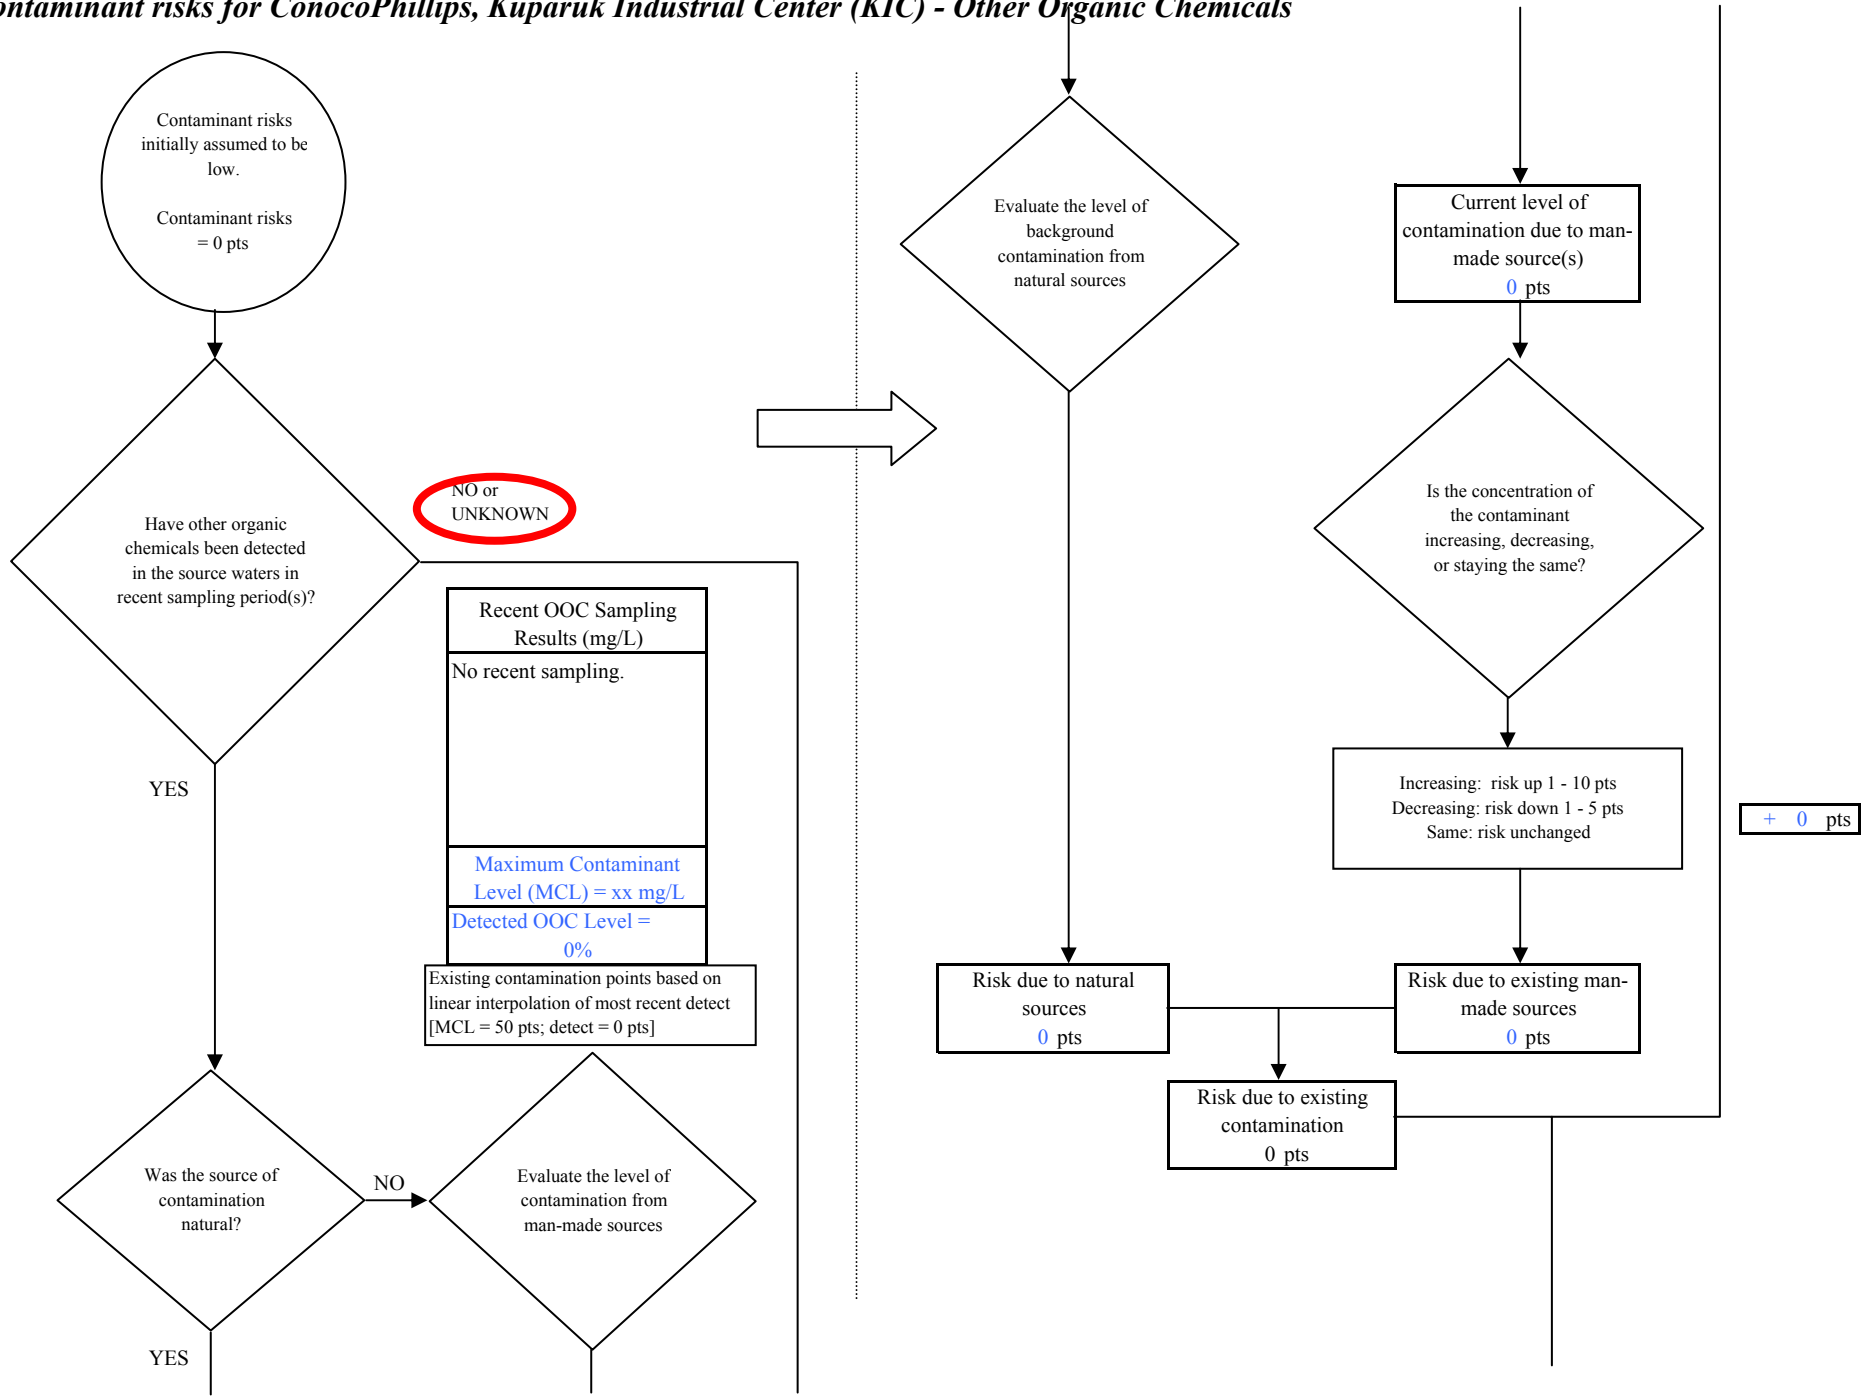 ontaminant risks for ConocoPhillips, Kuparuk Industrial Center (KIC) - Other Organic Chemicals
Contaminant risks
initially assumed to be
low.
Contaminant risks
= 0 pts
Have other organic
chemicals been detected
in the source waters in
recent sampling period(s)?
NO or
UNKNOWN
YES
Recent OOC Sampling
Results (mg/L)
No recent sampling.
Maximum Contaminant
Level (MCL) = xx mg/L
Detected OOC Level =
0%
Existing contamination points based on
linear interpolation of most recent detect
[MCL = 50 pts; detect = 0 pts]
Was the source of
contamination
natural?
NO
YES
Evaluate the level of
contamination from
man-made sources
Evaluate the level of
background
contamination from
natural sources
Current level of
contamination due to man-
made source(s)
0 pts
Is the concentration of
the contaminant
increasing, decreasing,
or staying the same?
Increasing: risk up 1 - 10 pts
Decreasing: risk down 1 - 5 pts
Same: risk unchanged
+ 0 pts
Risk due to natural
sources
0 pts
Risk due to existing man-
made sources
0 pts
Risk due to existing
contamination
0 pts